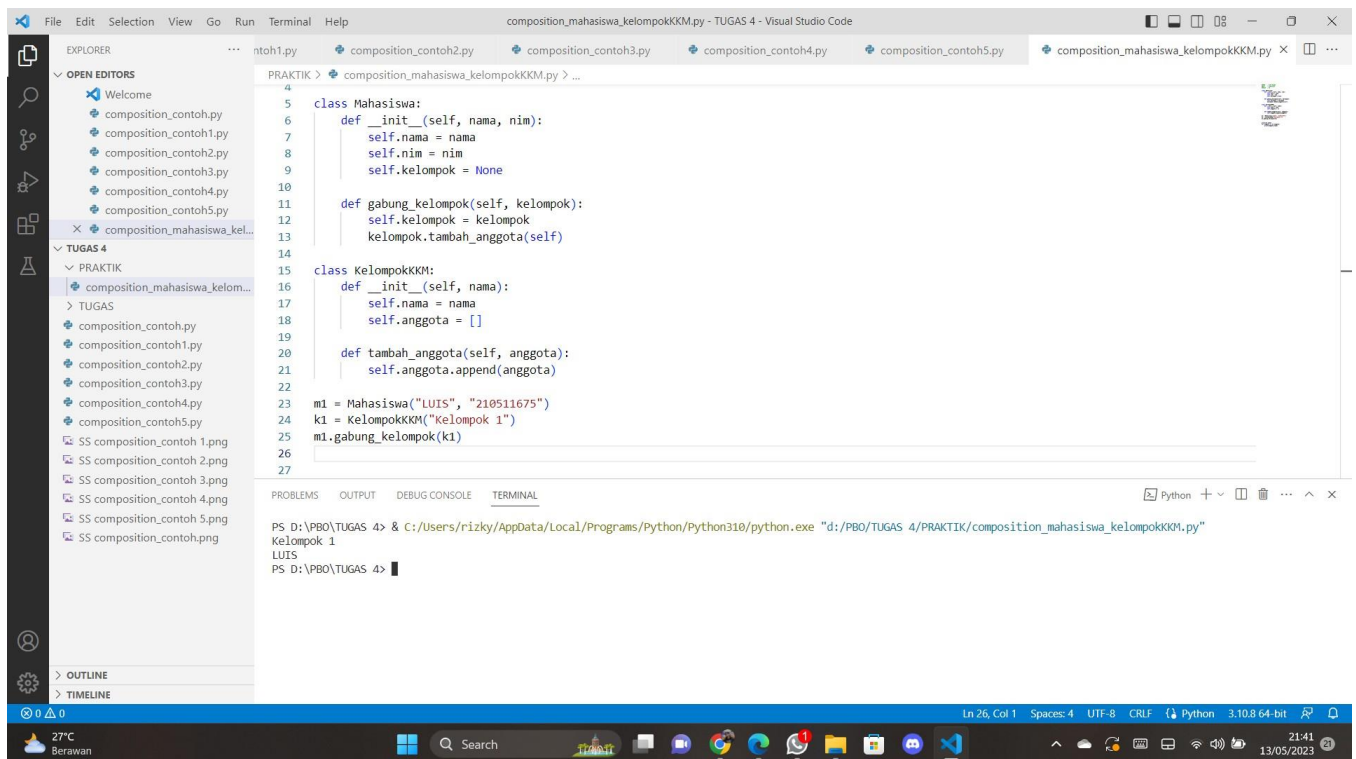 File Edit Selection View Go Run Terminal Help
composition_mahasiswa_kelompokKKM.py - TUGAS 4 - Visual Studio Code
EXPLORER
OPEN EDITORS
Welcome
composition_contoh.py
composition_contoh1.py
composition_contoh2.py
composition_contoh3.py
composition_contoh4.py
composition_contoh5.py
composition_mahasiswa_kel...
TUGAS 4
PRAKTIK
composition_mahasiswa_kelom...
TUGAS
composition_contoh.py
composition_contoh1.py
composition_contoh2.py
composition_contoh3.py
composition_contoh4.py
composition_contoh5.py
SS composition_contoh 1.png
SS composition_contoh 2.png
SS composition_contoh 3.png
SS composition_contoh 4.png
SS composition_contoh 5.png
SS composition_contoh.png
OUTLINE
TIMELINE
ntoh1.py composition_contoh2.py composition_contoh3.py composition_contoh4.py composition_contoh5.py composition_mahasiswa_kelompokKKM.py
PRAKTIK > composition_mahasiswa_kelompokKKM.py > ...
4
5 class Mahasiswa:
6     def __init__(self, nama, nim):
7         self.nama = nama
8         self.nim = nim
9         self.kelompok = None
10
11     def gabung_kelompok(self, kelompok):
12         self.kelompok = kelompok
13         kelompok.tambah_anggota(self)
14
15 class KelompokKKM:
16     def __init__(self, nama):
17         self.nama = nama
18         self.anggota = []
19
20     def tambah_anggota(self, anggota):
21         self.anggota.append(anggota)
22
23 m1 = Mahasiswa("LUIS", "210511675")
24 k1 = KelompokKKM("Kelompok 1")
25 m1.gabung_kelompok(k1)
26
27
PROBLEMS OUTPUT DEBUG CONSOLE TERMINAL
Python
PS D:\PBO\TUGAS 4> & C:/Users/rizky/AppData/Local/Programs/Python/Python310/python.exe "d:/PBO/TUGAS 4/PRAKTIK/composition_mahasiswa_kelompokKKM.py"
Kelompok 1
LUIS
PS D:\PBO\TUGAS 4>
0 0
Ln 26, Col 1 Spaces: 4 UTF-8 CRLF Python 3.10.8 64-bit
27°C
Berawan
Search
1
21:41
13/05/2023
21